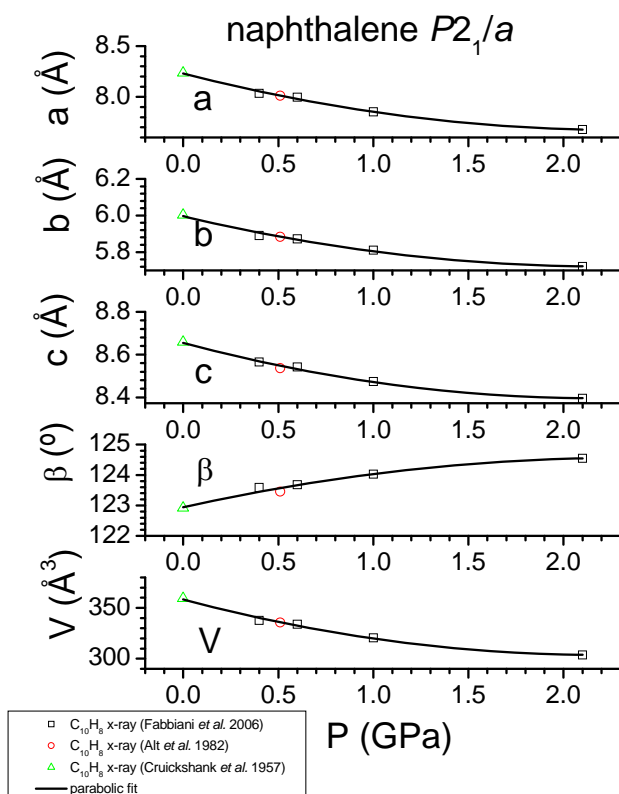 naphthalene P2₁/a
a (Å)
8.5
8.0
a
0.0 0.5 1.0 1.5 2.0
b (Å)
6.2
6.0
5.8
b
0.0 0.5 1.0 1.5 2.0
c (Å)
8.8
8.6
8.4
c
0.0 0.5 1.0 1.5 2.0
β (º)
125
124
123
122
β
0.0 0.5 1.0 1.5 2.0
V (Å³)
350
300
V
0.0 0.5 1.0 1.5 2.0
P (GPa)
C₁₀H₈ x-ray (Fabbiani et al. 2006)
C₁₀H₈ x-ray (Alt et al. 1982)
C₁₀H₈ x-ray (Cruickshank et al. 1957)
parabolic fit